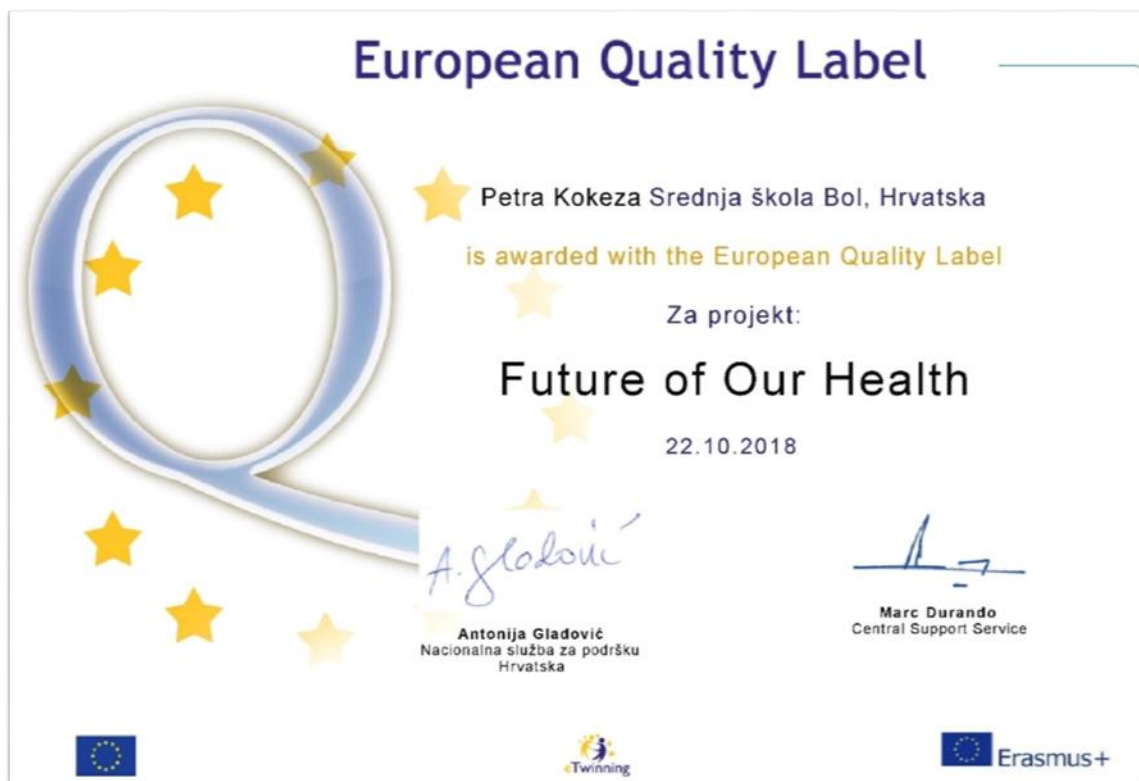 European Quality Label
Petra Kokeza Srednja škola Bol, Hrvatska
is awarded with the European Quality Label
Za projekt:
Future of Our Health
22.10.2018
A. Gladović
Antonija Gladović
Nacionalna služba za podršku
Hrvatska
Marc Durando
Central Support Service
eTwinning
Erasmus+